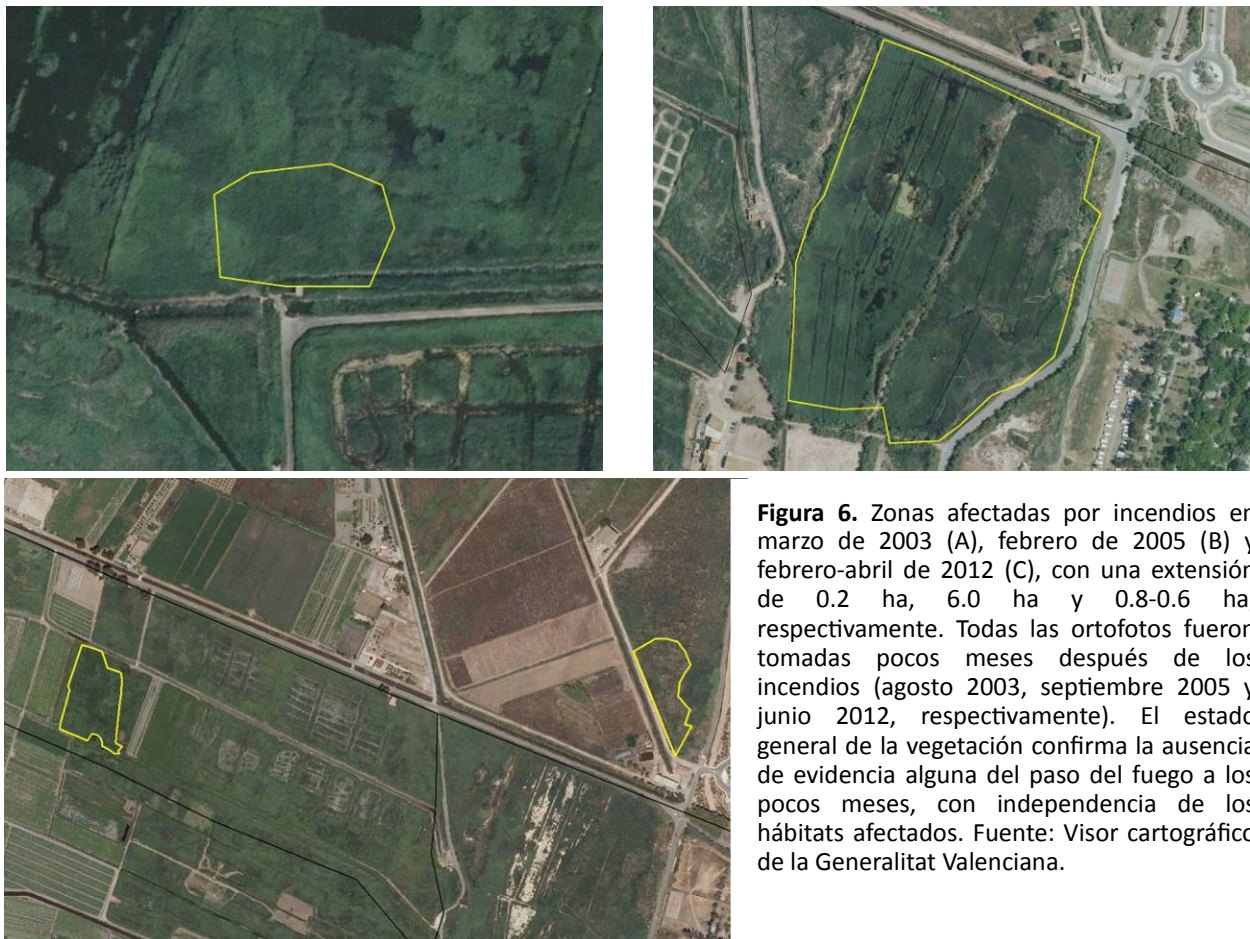 Figura 6. Zonas afectadas por incendios en
marzo de 2003 (A), febrero de 2005 (B) y
febrero-abril de 2012 (C), con una extensión
de 0.2 ha, 6.0 ha y 0.8-0.6 ha,
respectivamente. Todas las ortofotos fueron
tomadas pocos meses después de los
incendios (agosto 2003, septiembre 2005 y
junio 2012, respectivamente). El estado
general de la vegetación confirma la ausencia
de evidencia alguna del paso del fuego a los
pocos meses, con independencia de los
hábitats afectados. Fuente: Visor cartográfico
de la Generalitat Valenciana.